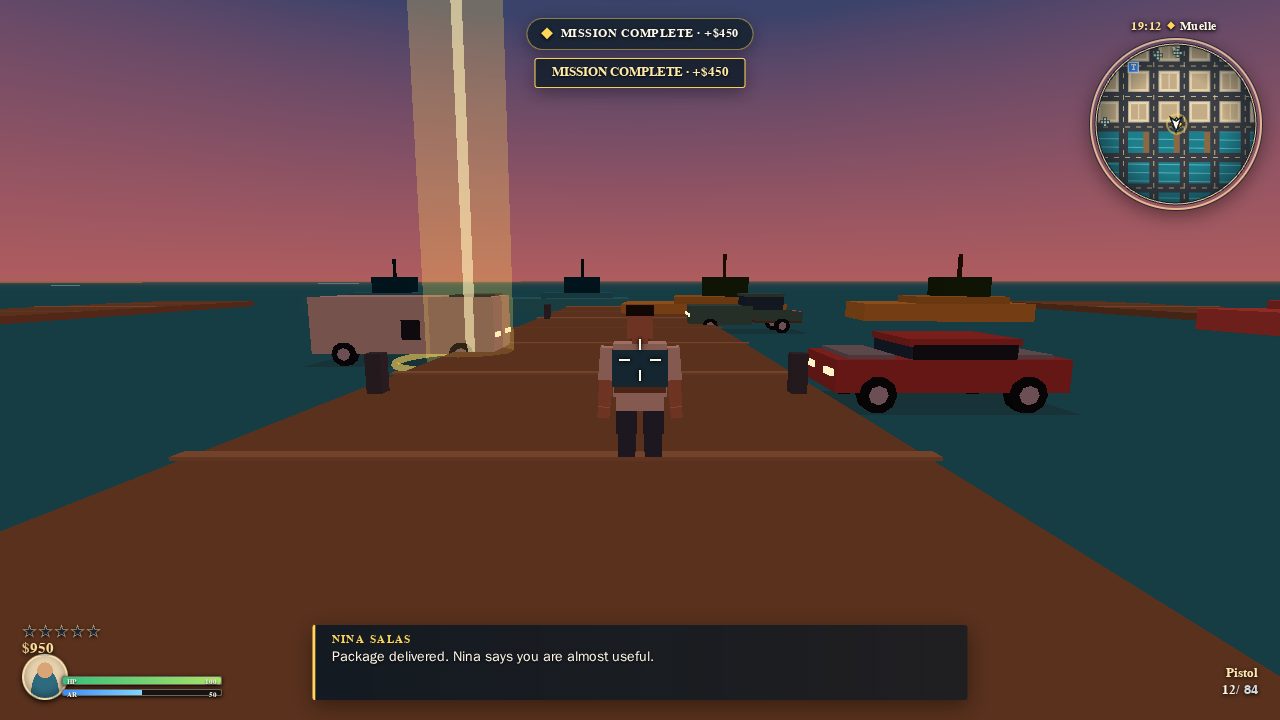 MISSION COMPLETE · +$450
MISSION COMPLETE · +$450
19:12 ◆ Muelle
T
$950
HP 100
AR 50
NINA SALAS
Package delivered. Nina says you are almost useful.
Pistol
12/ 84